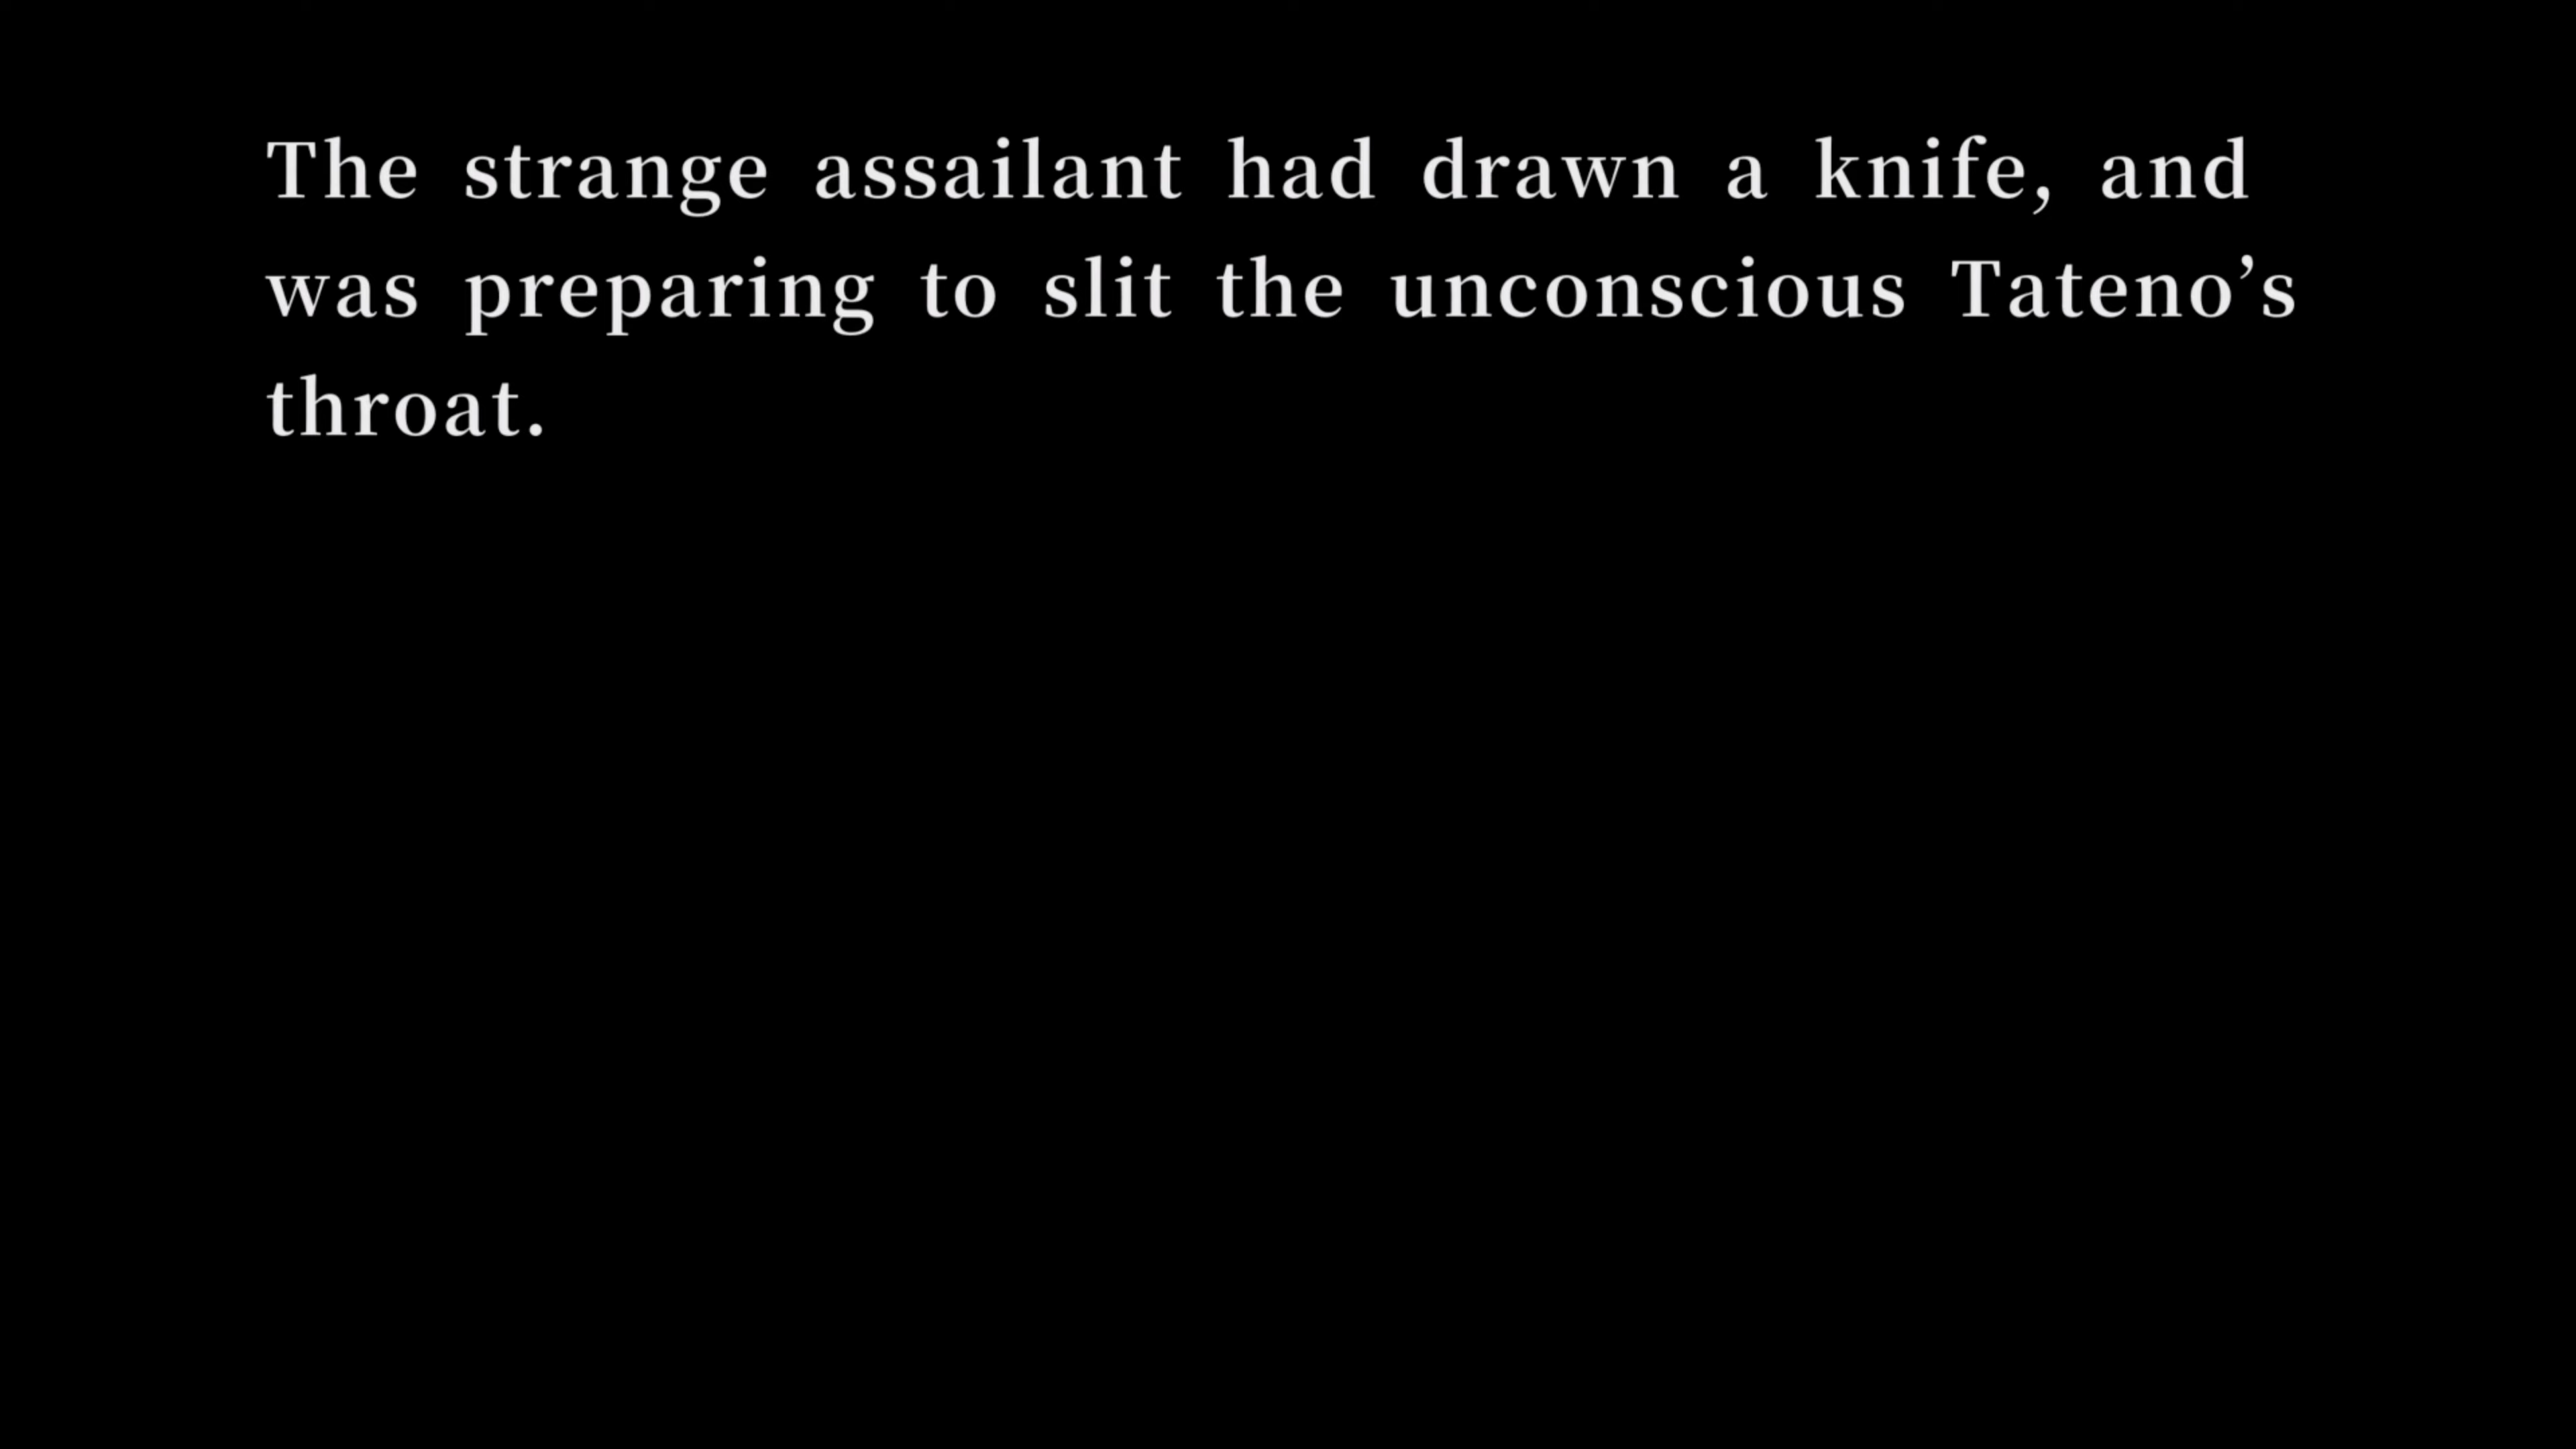 The strange assailant had drawn a knife, and
was preparing to slit the unconscious Tateno’s
throat.